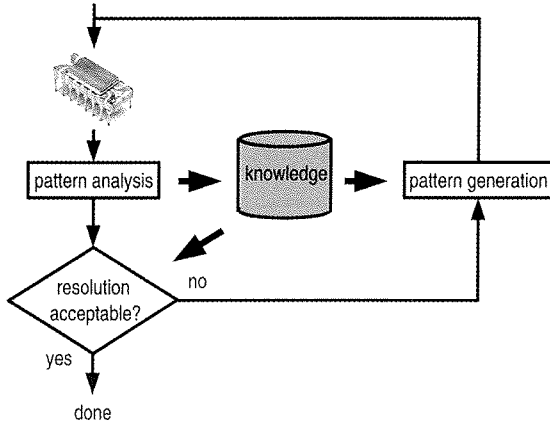 pattern analysis
knowledge
pattern generation
resolution
acceptable?
no
yes
done